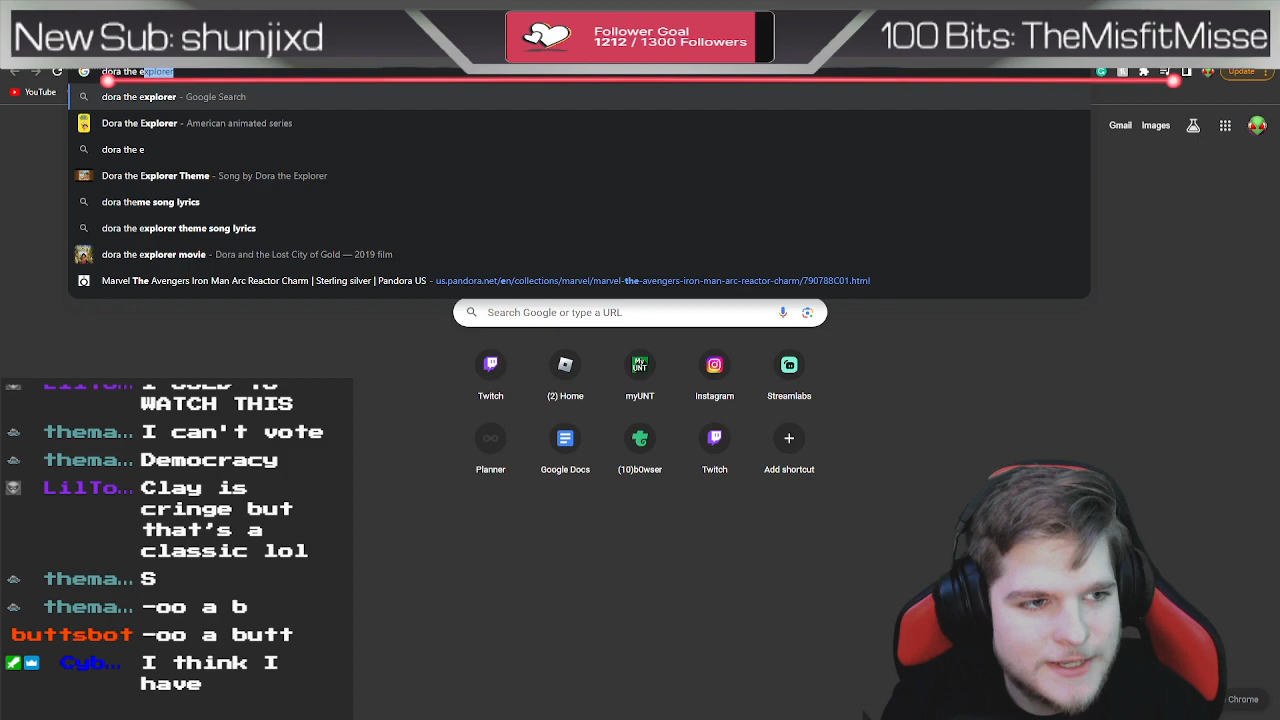 New Sub: shunjixd
Follower Goal
1212 / 1300 Followers
100 Bits: TheMisfitMisse
dora the explorer
Update
YouTube
dora the explorer - Google Search
Dora the Explorer - American animated series
dora the e
Dora the Explorer Theme - Song by Dora the Explorer
dora theme song lyrics
dora the explorer theme song lyrics
dora the explorer movie - Dora and the Lost City of Gold — 2019 film
Marvel The Avengers Iron Man Arc Reactor Charm | Sterling silver | Pandora US - us.pandora.net/en/collections/marvel/marvel-the-avengers-iron-man-arc-reactor-charm/790788C01.html
Gmail Images
Search Google or type a URL
My UNT
Twitch (2) Home myUNT Instagram Streamlabs
Planner Google Docs (10)b0wser Twitch Add shortcut
WATCH THIS
thema... I can't vote
thema... Democracy
LilTo... Clay is
cringe but
that's a
classic lol
thema... S
thema... -oo a b
buttsbot -oo a butt
Cyb... I think I
have
Chrome